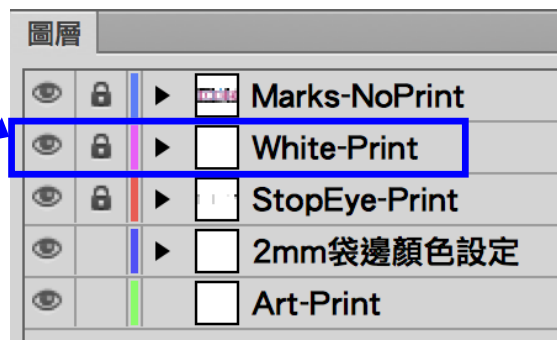 圖層
Marks-NoPrint
White-Print
StopEye-Print
2mm袋邊顏色設定
Art-Print